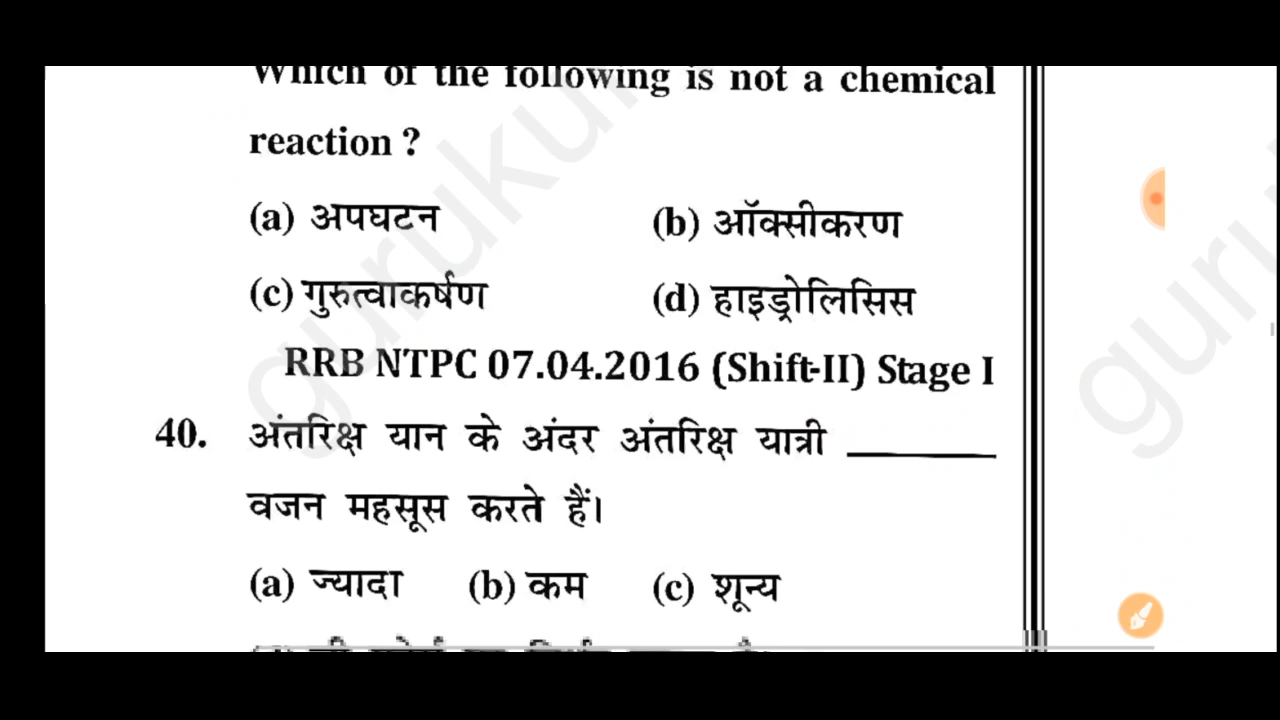 Which of the following is not a chemical
reaction ?
(a) अपघटन (b) ऑक्सीकरण
(c) गुरुत्वाकर्षण (d) हाइड्रोलिसिस
RRB NTPC 07.04.2016 (Shift-II) Stage I
40. अंतरिक्ष यान के अंदर अंतरिक्ष यात्री ________
वजन महसूस करते हैं।
(a) ज्यादा (b) कम (c) शून्य